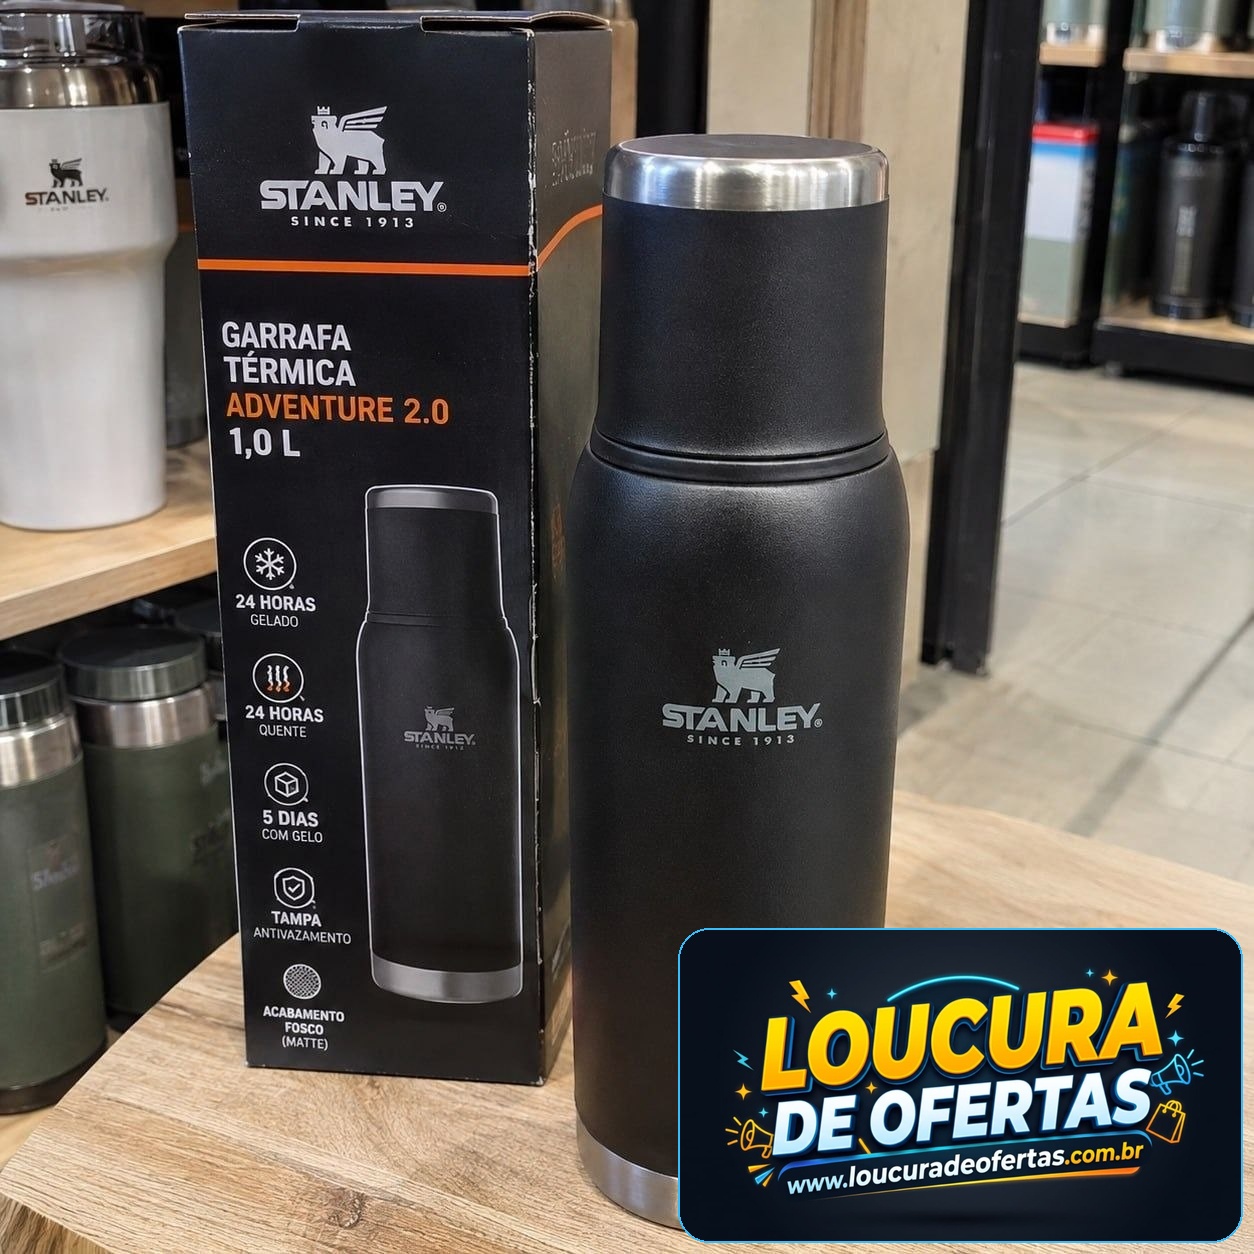 STANLEY
STANLEY®
SINCE 1913
GARRAFA
TÉRMICA
ADVENTURE 2.0
1,0 L
24 HORAS
GELADO
24 HORAS
QUENTE
5 DIAS
COM GELO
TAMPA
ANTIVAZAMENTO
ACABAMENTO
FOSCO
(MATTE)
STANLEY
SINCE 1913
STANLEY®
SINCE 1913
LOUCURA
DE OFERTAS
www.loucuradeofertas.com.br